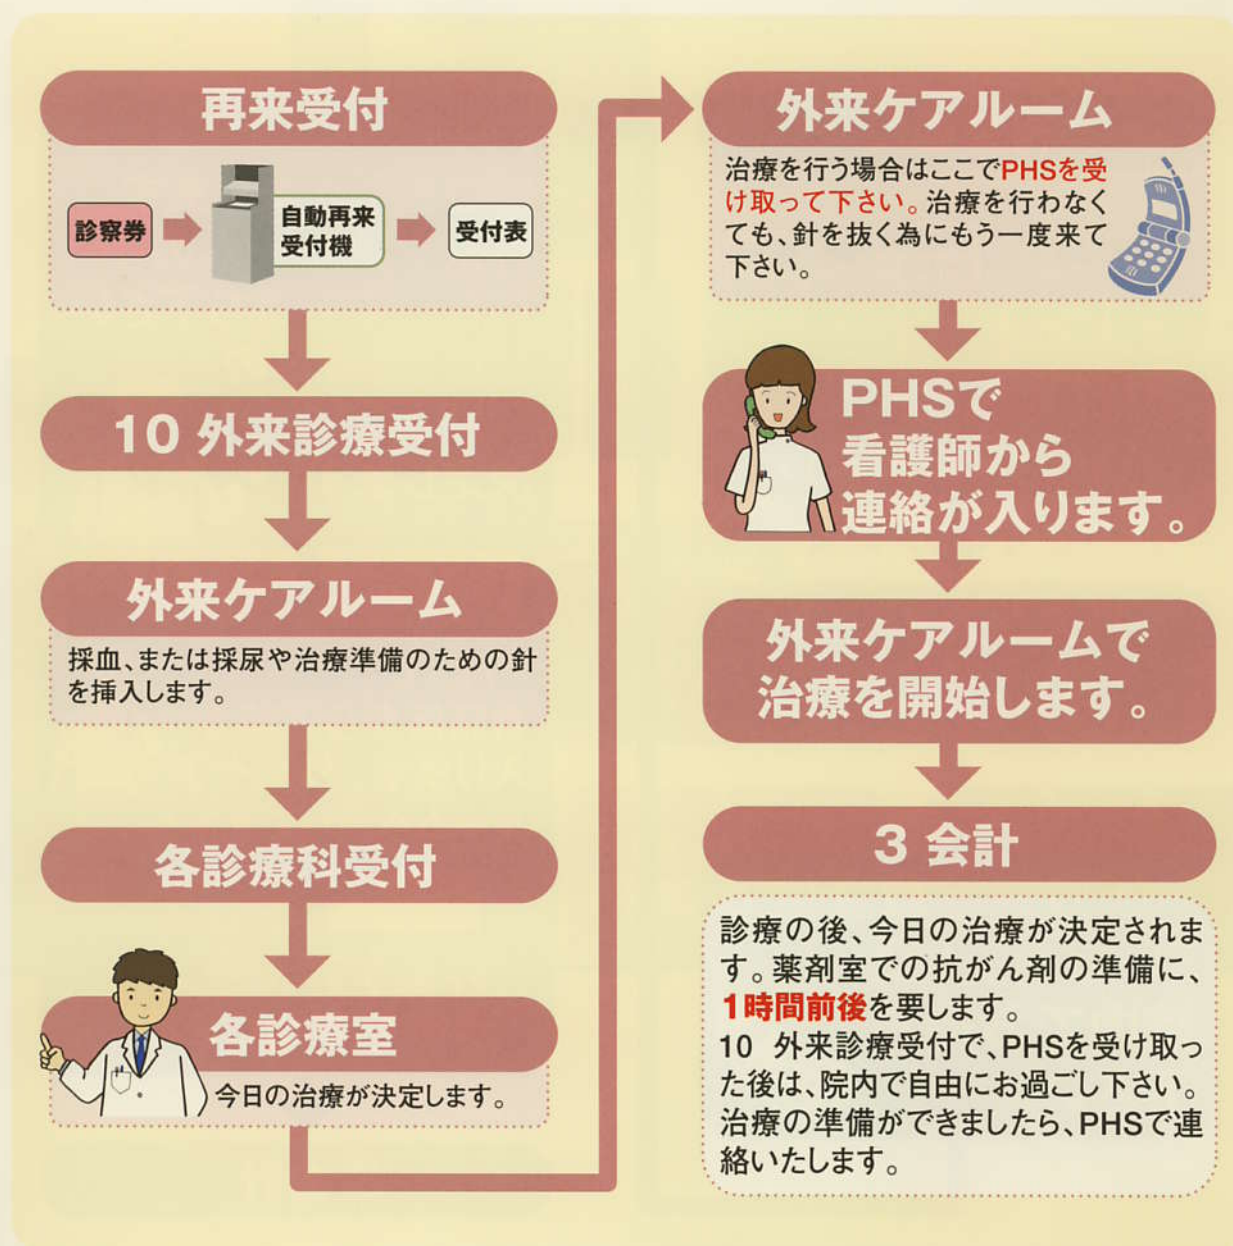 再来受付
診察券
自動再来
受付機
受付表
10 外来診療受付
外来ケアルーム
採血、または採尿や治療準備のための針
を挿入します。
各診療科受付
各診療室
今日の治療が決定します。
外来ケアルーム
治療を行う場合はここでPHSを受
け取って下さい。治療を行わなく
ても、針を抜く為にもう一度来て
下さい。
PHSで
看護師から
連絡が入ります。
外来ケアルームで
治療を開始します。
3 会計
診療の後、今日の治療が決定されま
す。薬剤室での抗がん剤の準備に、
1時間前後を要します。
10 外来診療受付で、PHSを受け取っ
た後は、院内で自由にお過ごし下さい。
治療の準備ができましたら、PHSで連
絡いたします。